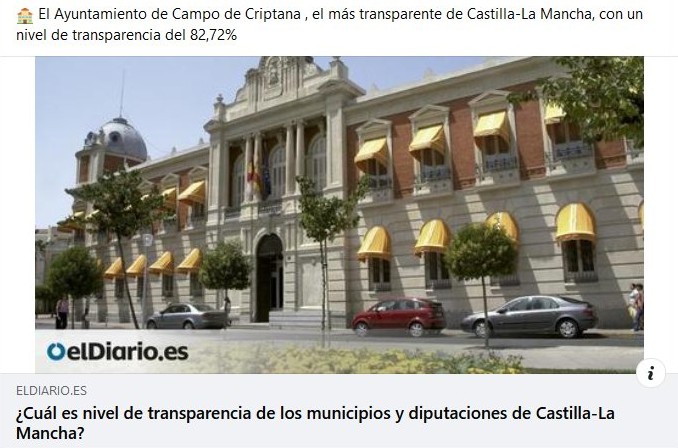 🏫 El Ayuntamiento de Campo de Criptana , el más transparente de Castilla-La Mancha, con un
nivel de transparencia del 82,72%
elDiario.es
i
ELDIARIO.ES
¿Cuál es nivel de transparencia de los municipios y diputaciones de Castilla-La
Mancha?